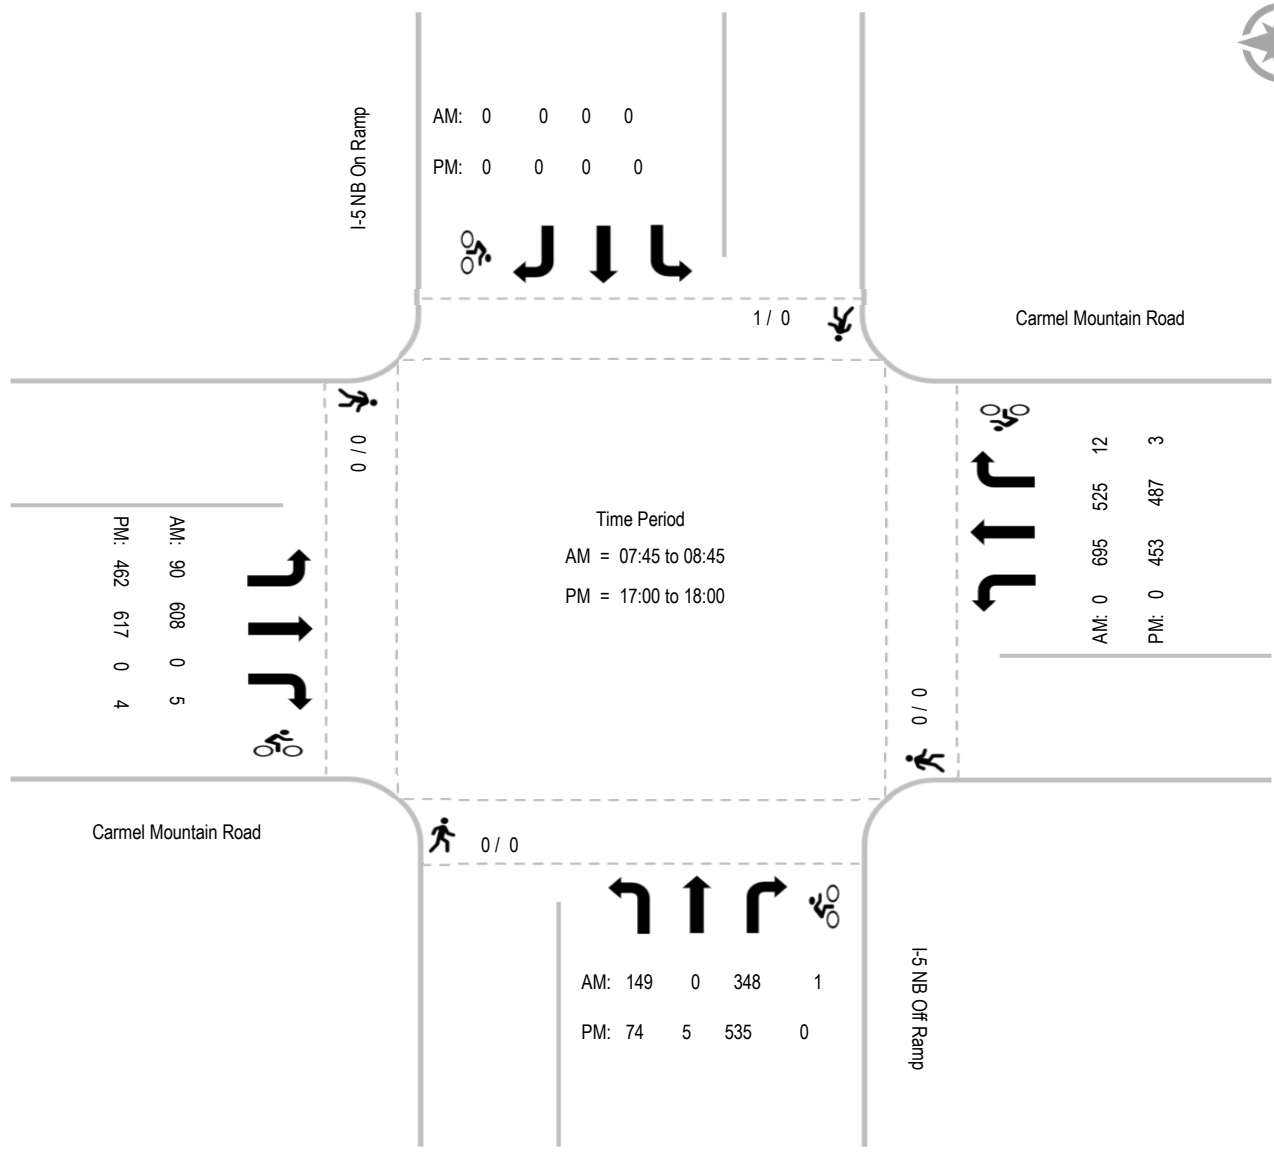 I-5 NB On Ramp
AM: 0 0 0 0
PM: 0 0 0 0
1 / 0
Carmel Mountain Road
0 / 0
AM: 0 695 525 12
PM: 0 453 487 3
Time Period
AM = 07:45 to 08:45
PM = 17:00 to 18:00
PM: 462 617 0 4
AM: 90 608 0 5
0 / 0
Carmel Mountain Road
0 / 0
AM: 149 0 348 1
PM: 74 5 535 0
I-5 NB Off Ramp